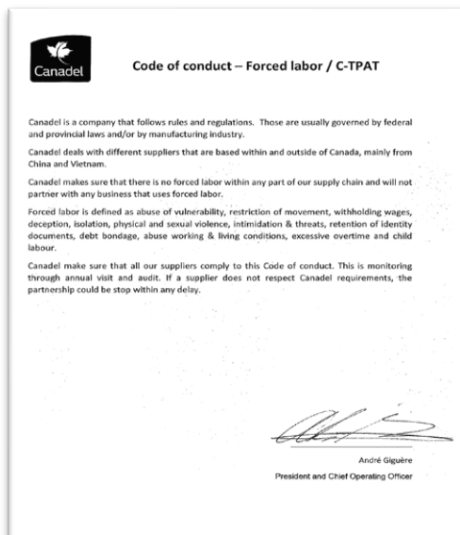 Canadel
Code of conduct – Forced labor / C-TPAT
Canadel is a company that follows rules and regulations. Those are usually governed by federal
and provincial laws and/or by manufacturing industry.
Canadel deals with different suppliers that are based within and outside of Canada, mainly from
China and Vietnam.
Canadel makes sure that there is no forced labor within any part of our supply chain and will not
partner with any business that uses forced labor.
Forced labor is defined as abuse of vulnerability, restriction of movement, withholding wages,
deception, isolation, physical and sexual violence, intimidation & threats, retention of identity
documents, debt bondage, abuse working & living conditions, excessive overtime and child
labour.
Canadel make sure that all our suppliers comply to this Code of conduct. This is monitoring
through annual visit and audit. If a supplier does not respect Canadel requirements, the
partnership could be stop within any delay.
André Giguère
President and Chief Operating Officer